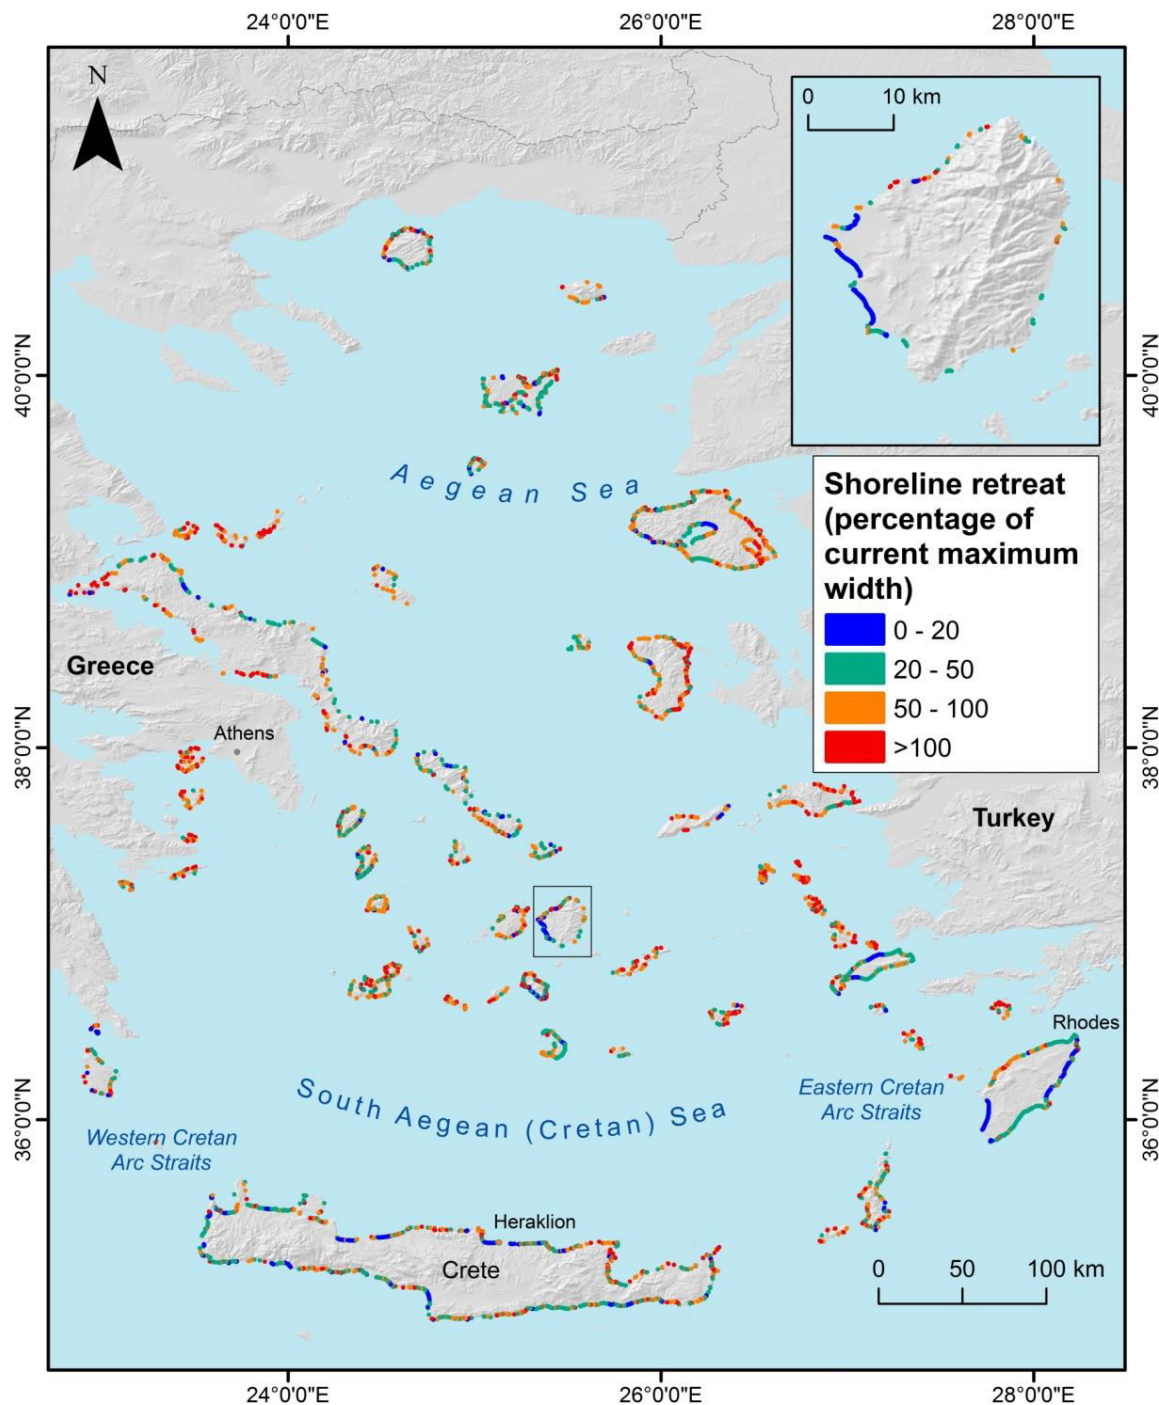 24°0'0"E 26°0'0"E 28°0'0"E
N
0 10 km
40°0'0"N 40°0'0"N
Aegean Sea
Shoreline retreat
(percentage of
current maximum
width)
0 - 20
20 - 50
50 - 100
>100
Greece
Athens
38°0'0"N 38°0'0"N
Turkey
Rhodes
South Aegean (Cretan) Sea
Eastern Cretan
Arc Straits
36°0'0"N 36°0'0"N
Western Cretan
Arc Straits
Heraklion
Crete
0 50 100 km
24°0'0"E 26°0'0"E 28°0'0"E